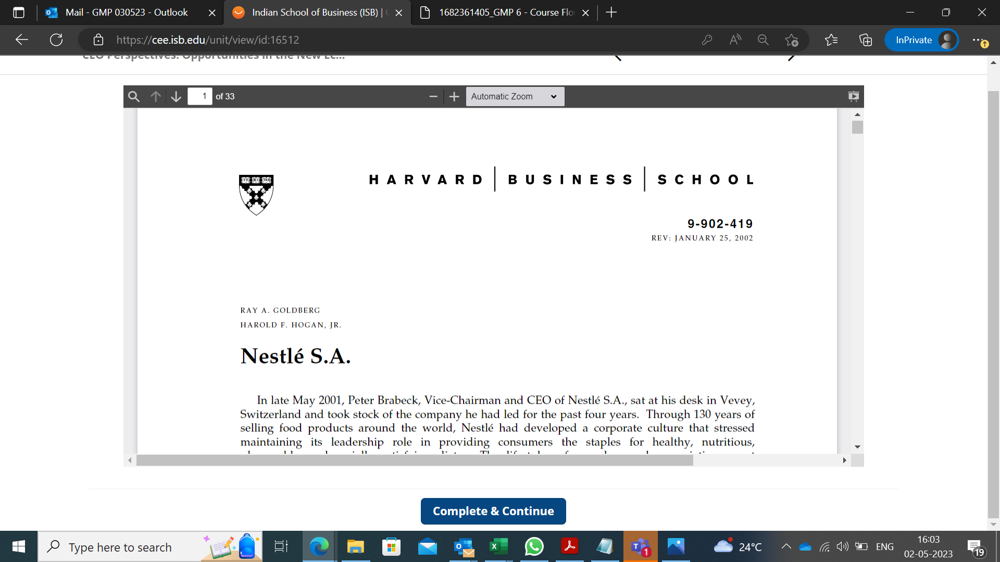 Mail - GMP 030523 - Outlook
Indian School of Business (ISB) |
1682361405_GMP 6 - Course Flo
https://cee.isb.edu/unit/view/id:16512
InPrivate
CEO Perspectives: Opportunities in the New Ec...
1 of 33
Automatic Zoom
VE RI TAS
HARVARD | BUSINESS | SCHOOL
9-902-419
REV: JANUARY 25, 2002
RAY A. GOLDBERG
HAROLD F. HOGAN, JR.
Nestlé S.A.
In late May 2001, Peter Brabeck, Vice-Chairman and CEO of Nestlé S.A., sat at his desk in Vevey,
Switzerland and took stock of the company he had led for the past four years. Through 130 years of
selling food products around the world, Nestlé had developed a corporate culture that stressed
maintaining its leadership role in providing consumers the staples for healthy, nutritious,
Complete & Continue
Type here to search
24°C
ENG
16:03
02-05-2023
19
1